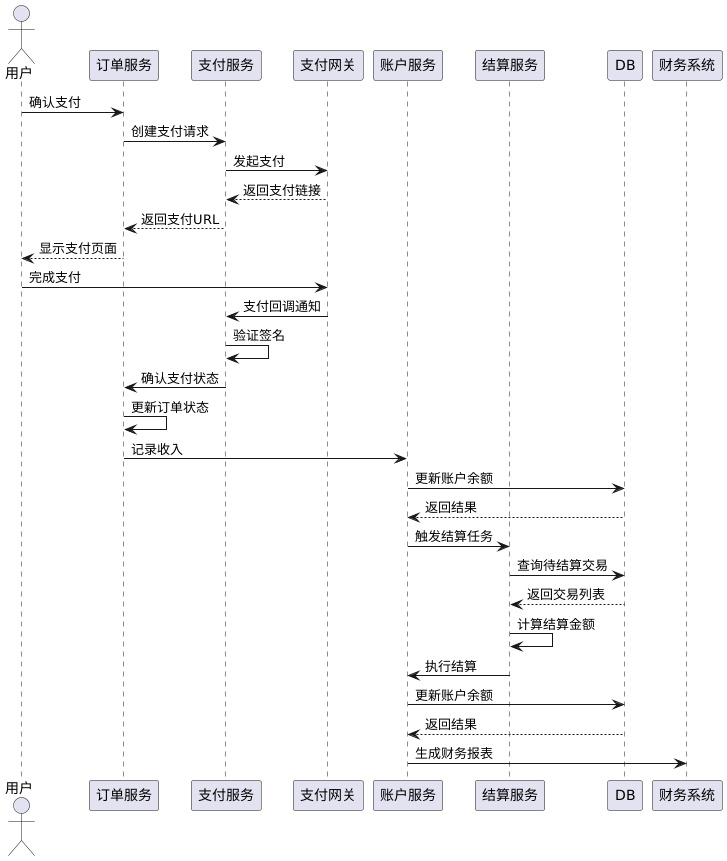 用户
订单服务
支付服务
支付网关
账户服务
结算服务
DB
财务系统
确认支付
创建支付请求
发起支付
返回支付链接
返回支付URL
显示支付页面
完成支付
支付回调通知
验证签名
确认支付状态
更新订单状态
记录收入
更新账户余额
返回结果
触发结算任务
查询待结算交易
返回交易列表
计算结算金额
执行结算
更新账户余额
返回结果
生成财务报表
用户
订单服务
支付服务
支付网关
账户服务
结算服务
DB
财务系统